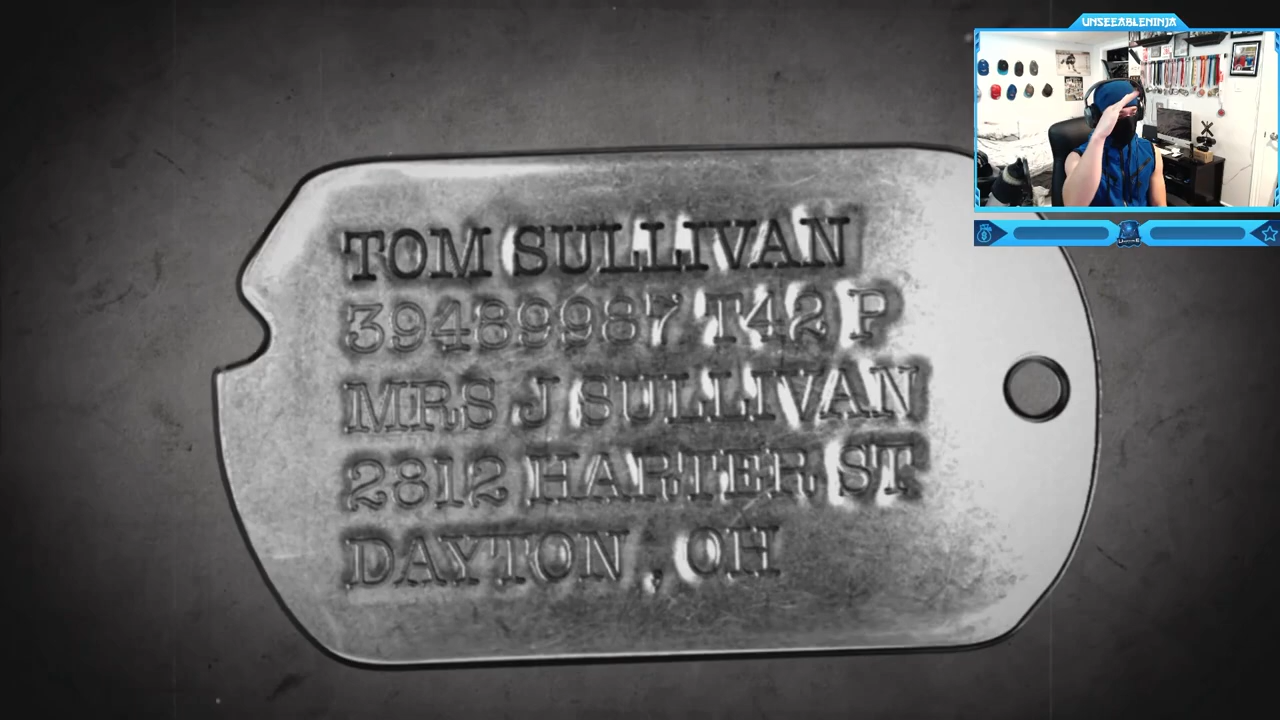 UNSEEABLENINJA
TOM SULLIVAN
39489987 T42 P
MRS J SULLIVAN
2812 HARTER ST
DAYTON , OH